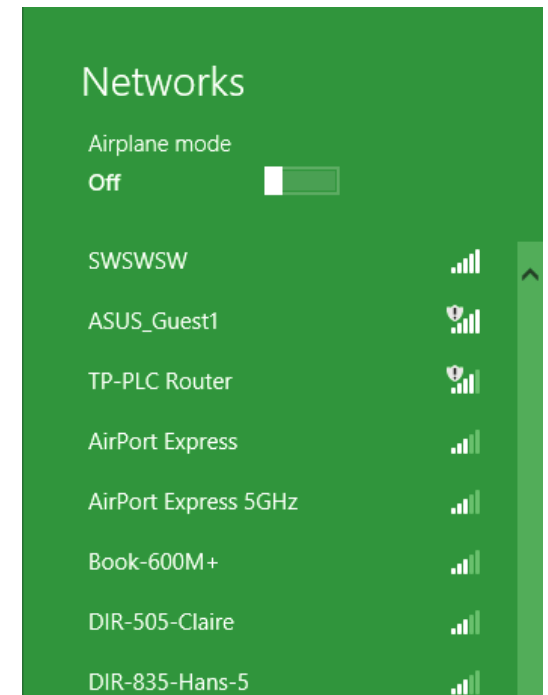 Networks
Airplane mode
Off
SWSWSW
ASUS_Guest1
TP-PLC Router
AirPort Express
AirPort Express 5GHz
Book-600M+
DIR-505-Claire
DIR-835-Hans-5